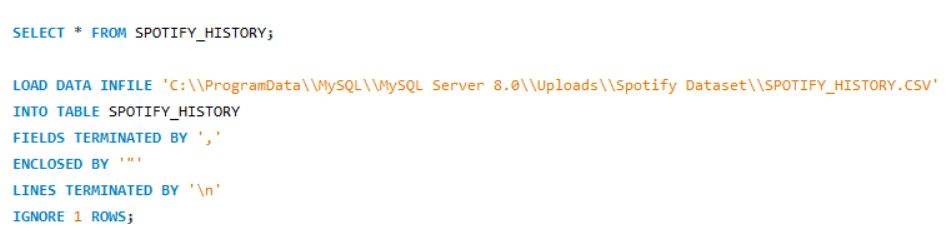 SELECT * FROM SPOTIFY_HISTORY;
LOAD DATA INFILE 'C:\\ProgramData\\MySQL\\MySQL Server 8.0\\Uploads\\Spotify Dataset\\SPOTIFY_HISTORY.CSV'
INTO TABLE SPOTIFY_HISTORY
FIELDS TERMINATED BY ','
ENCLOSED BY '"'
LINES TERMINATED BY '\n'
IGNORE 1 ROWS;